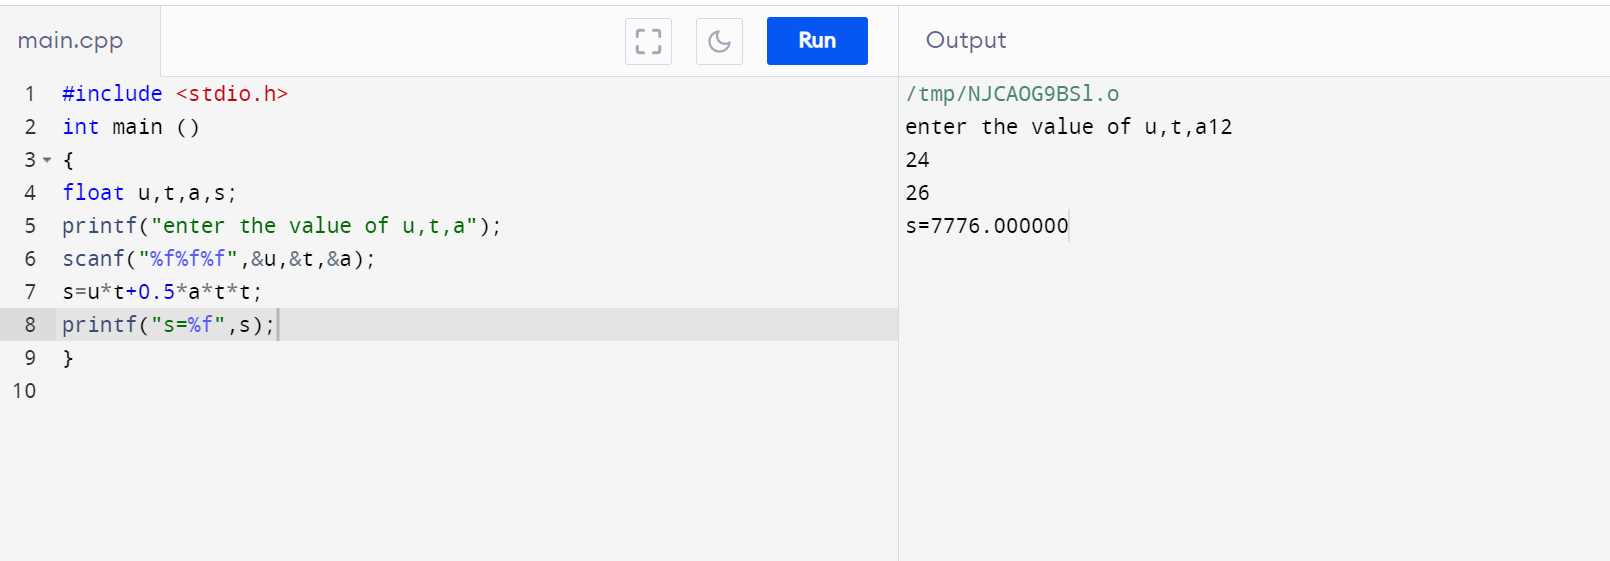 main.cpp
Run
Output
1 #include <stdio.h>
2 int main ()
3 {
4 float u,t,a,s;
5 printf("enter the value of u,t,a");
6 scanf("%f%f%f",&u,&t,&a);
7 s=u*t+0.5*a*t*t;
8 printf("s=%f",s);
9 }
10
/tmp/NJCAOG9BSl.o
enter the value of u,t,a12
24
26
s=7776.000000